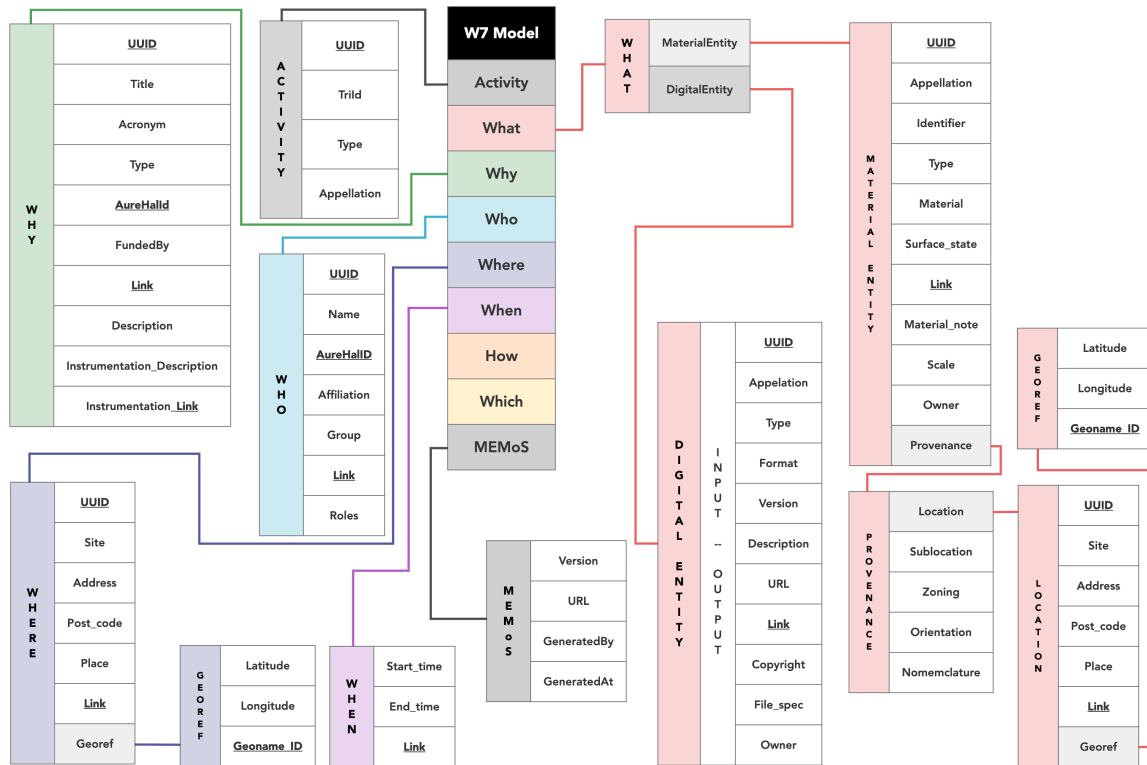 WHY
UUID
Title
Acronym
Type
AureHalId
FundedBy
Link
Description
Instrumentation_Description
Instrumentation_Link
ACTIVITY
UUID
TriId
Type
Appellation
W7 Model
Activity
What
Why
Who
Where
When
How
Which
MEMoS
WHAT
MaterialEntity
DigitalEntity
MATERIAL ENTITY
UUID
Appellation
Identifier
Type
Material
Surface_state
Link
Material_note
Scale
Owner
Provenance
WHO
UUID
Name
AureHalID
Affiliation
Group
Link
Roles
GEOREF
Latitude
Longitude
Geoname_ID
DIGITAL ENTITY
INPUT -- OUTPUT
UUID
Appelation
Type
Format
Version
Description
URL
Link
Copyright
File_spec
Owner
WHERE
UUID
Site
Address
Post_code
Place
Link
Georef
GEOREF
Latitude
Longitude
Geoname_ID
WHEN
Start_time
End_time
Link
MEMoS
Version
URL
GeneratedBy
GeneratedAt
PROVENANCE
Location
Sublocation
Zoning
Orientation
Nomenclature
LOCATION
UUID
Site
Address
Post_code
Place
Link
Georef